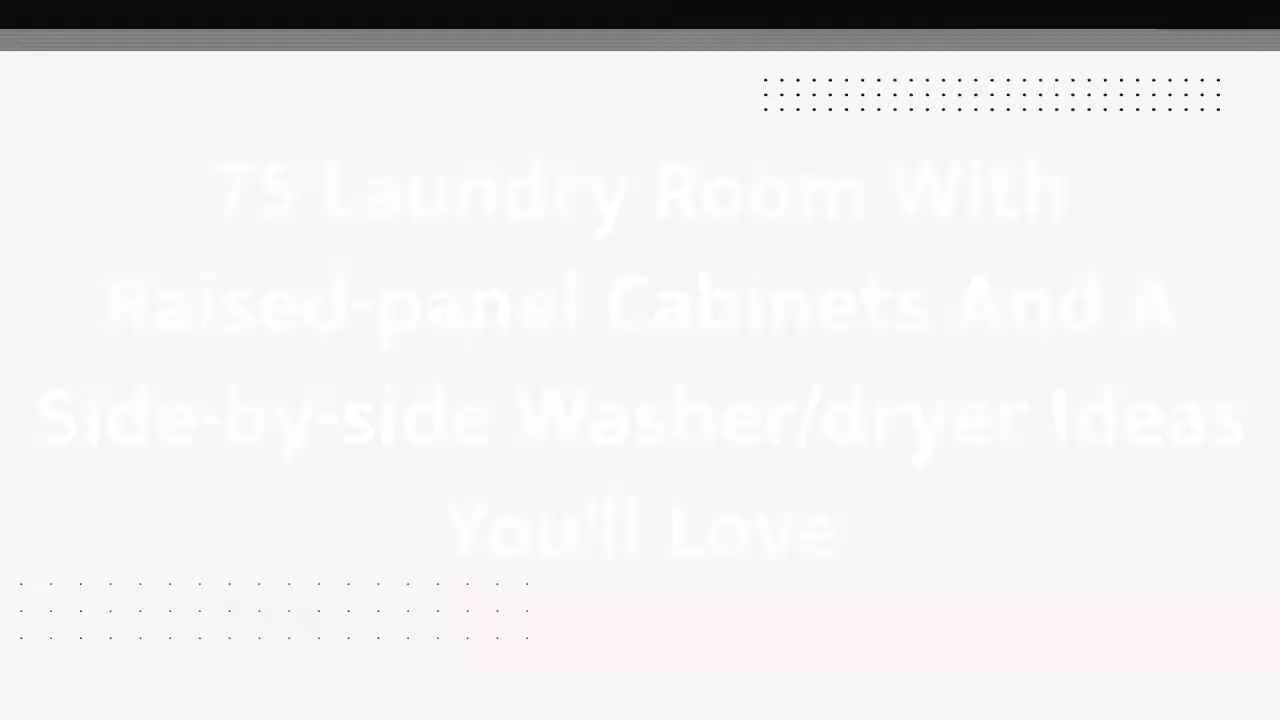 75 Laundry Room With
Raised-panel Cabinets And A
Side-by-side Washer/dryer Ideas
You'll Love